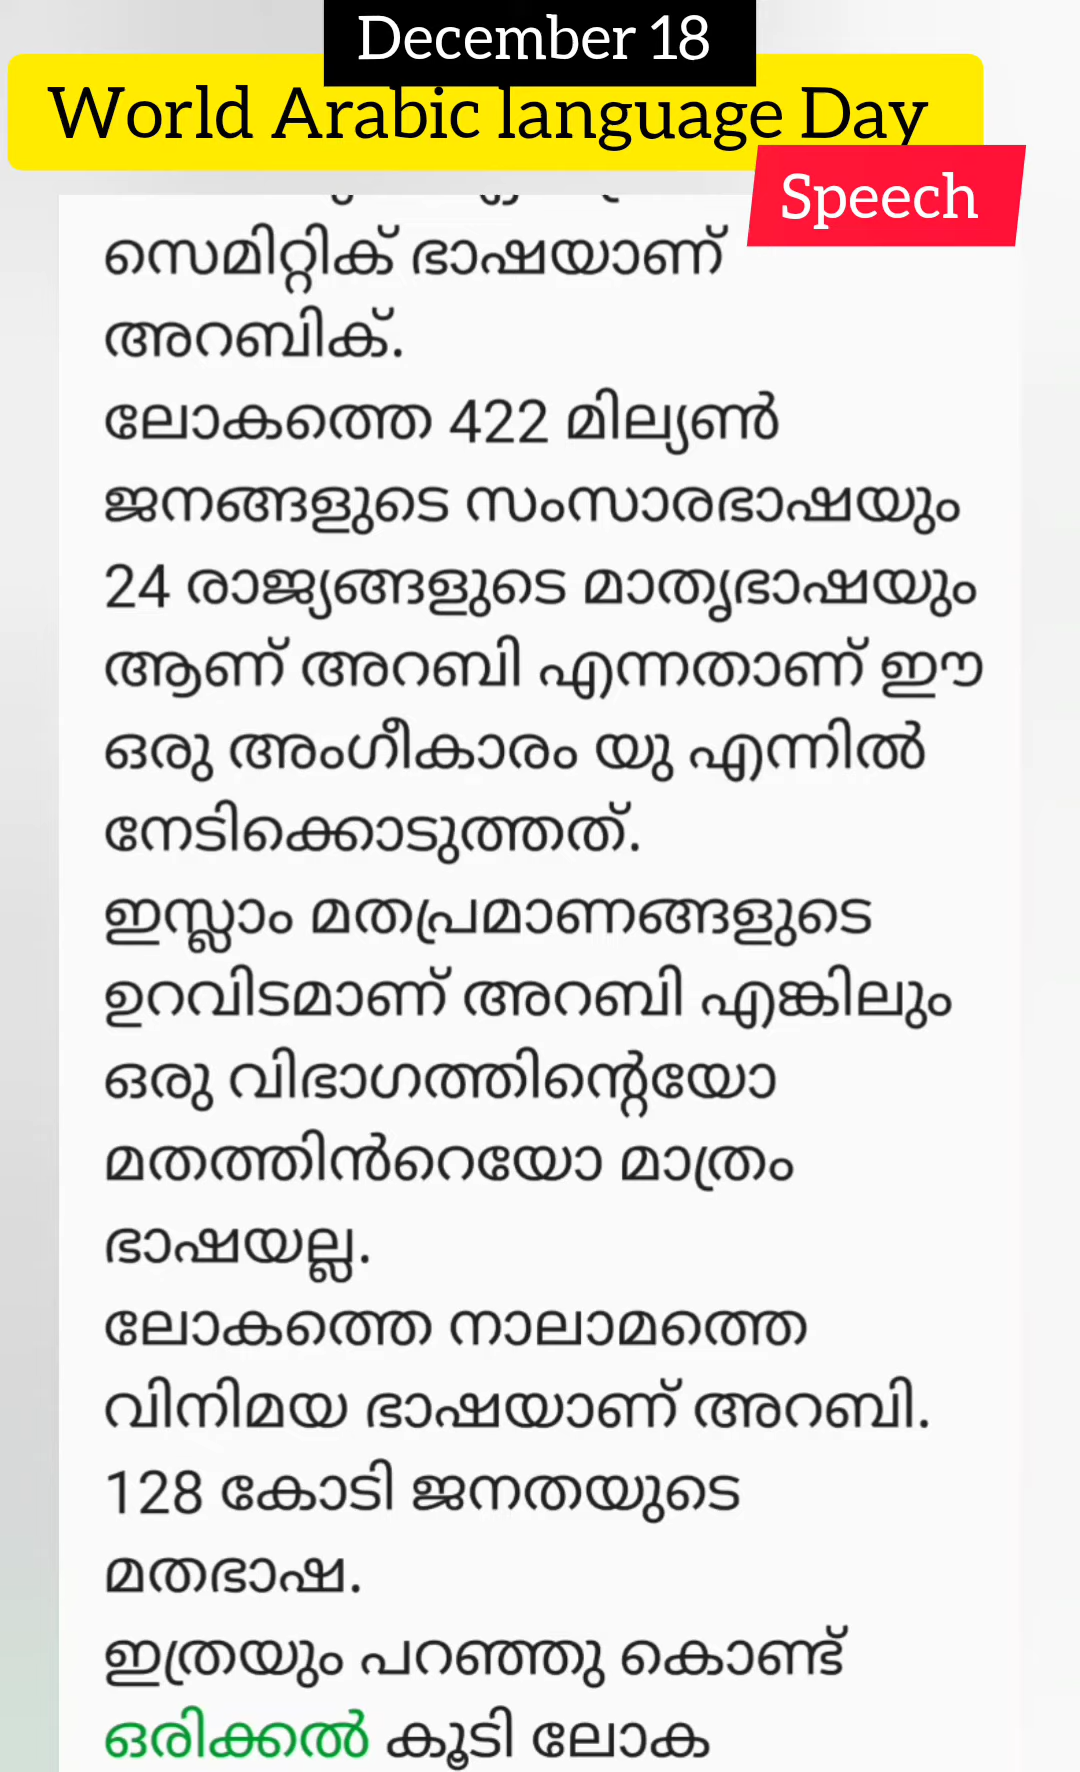 December 18
World Arabic language Day
Speech
സെമിറ്റിക് ഭാഷയാണ്
അറബിക്.
ലോകത്തെ 422 മില്യൺ
ജനങ്ങളുടെ സംസാരഭാഷയും
24 രാജ്യങ്ങളുടെ മാതൃഭാഷയും
ആണ് അറബി എന്നതാണ് ഈ
ഒരു അംഗീകാരം യു എന്നിൽ
നേടിക്കൊടുത്തത്.
ഇസ്ലാം മതപ്രമാണങ്ങളുടെ
ഉറവിടമാണ് അറബി എങ്കിലും
ഒരു വിഭാഗത്തിന്റെയോ
മതത്തിൻറെയോ മാത്രം
ഭാഷയല്ല.
ലോകത്തെ നാലാമത്തെ
വിനിമയ ഭാഷയാണ് അറബി.
128 കോടി ജനതയുടെ
മതഭാഷ.
ഇത്രയും പറഞ്ഞു കൊണ്ട്
ഒരിക്കൽ കൂടി ലോക